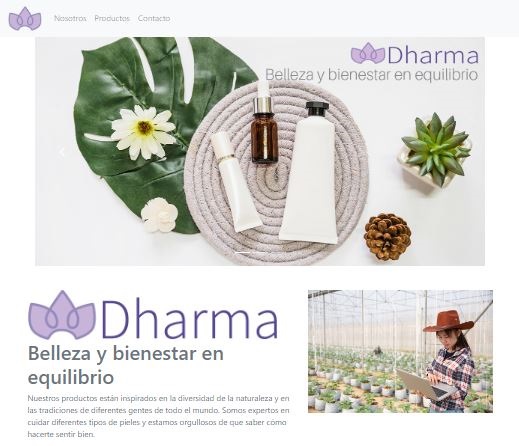 Nosotros Productos Contacto
Dharma
Belleza y bienestar en equilibrio
Dharma
Belleza y bienestar en
equilibrio
Nuestros productos están inspirados en la diversidad de la naturaleza y en
las tradiciones de diferentes gentes de todo el mundo. Somos expertos en
cuidar diferentes tipos de pieles y estamos orgullosos de que saber cómo
hacerte sentir bien.